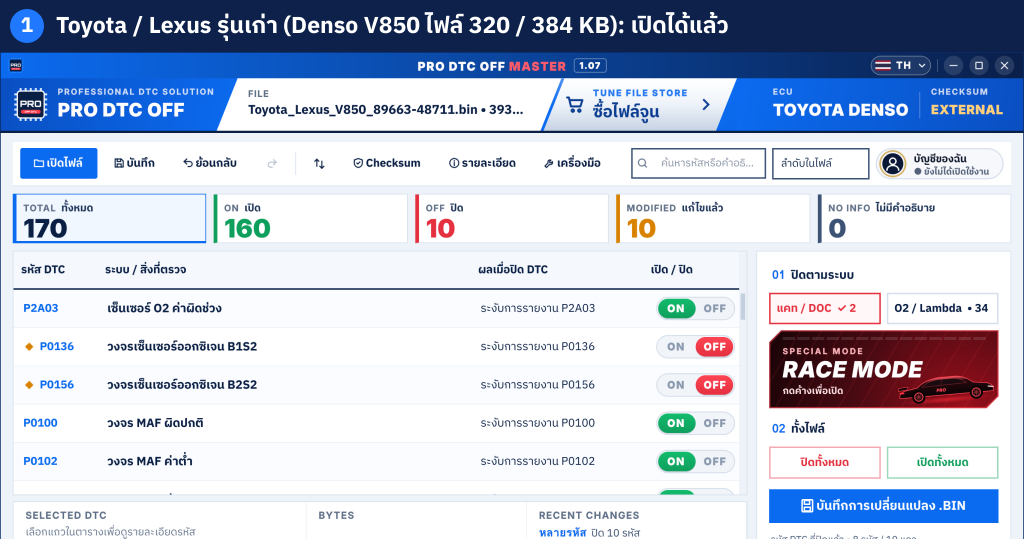 1 Toyota / Lexus รุ่นเก่า (Denso V850 ไฟล์ 320 / 384 KB): เปิดได้แล้ว
PRO DTC OFF MASTER 1.07
TH
PRO
PROFESSIONAL DTC SOLUTION
PRO DTC OFF
FILE
Toyota_Lexus_V850_89663-48711.bin • 393...
TUNE FILE STORE
ซื้อไฟล์จูน
ECU
TOYOTA DENSO
CHECKSUM
EXTERNAL
เปิดไฟล์
บันทึก
ย้อนกลับ
Checksum
รายละเอียด
เครื่องมือ
ค้นหารหัสหรือคำอธิ...
ลำดับในไฟล์
บัญชีของฉัน
ยังไม่ได้เปิดใช้งาน
TOTAL ทั้งหมด
170
ON เปิด
160
OFF ปิด
10
MODIFIED แก้ไขแล้ว
10
NO INFO ไม่มีคำอธิบาย
0
รหัส DTC ระบบ / สิ่งที่ตรวจ ผลเมื่อปิด DTC เปิด / ปิด
P2A03 เซ็นเซอร์ O2 ค่าผิดช่วง ระงับการรายงาน P2A03 ON OFF
P0136 วงจรเซ็นเซอร์ออกซิเจน B1S2 ระงับการรายงาน P0136 ON OFF
P0156 วงจรเซ็นเซอร์ออกซิเจน B2S2 ระงับการรายงาน P0156 ON OFF
P0100 วงจร MAF ผิดปกติ ระงับการรายงาน P0100 ON OFF
P0102 วงจร MAF ค่าต่ำ ระงับการรายงาน P0102 ON OFF
01 ปิดตามระบบ
แคท / DOC ✓ 2
O2 / Lambda • 34
SPECIAL MODE
RACE MODE
กดค้างเพื่อเปิด
PRO
02 ทั้งไฟล์
ปิดทั้งหมด
เปิดทั้งหมด
บันทึกการเปลี่ยนแปลง .BIN
SELECTED DTC
เลือกแถวในตารางเพื่อดูรายละเอียดรหัส
BYTES
RECENT CHANGES
หลายรหัส ปิด 10 รหัส